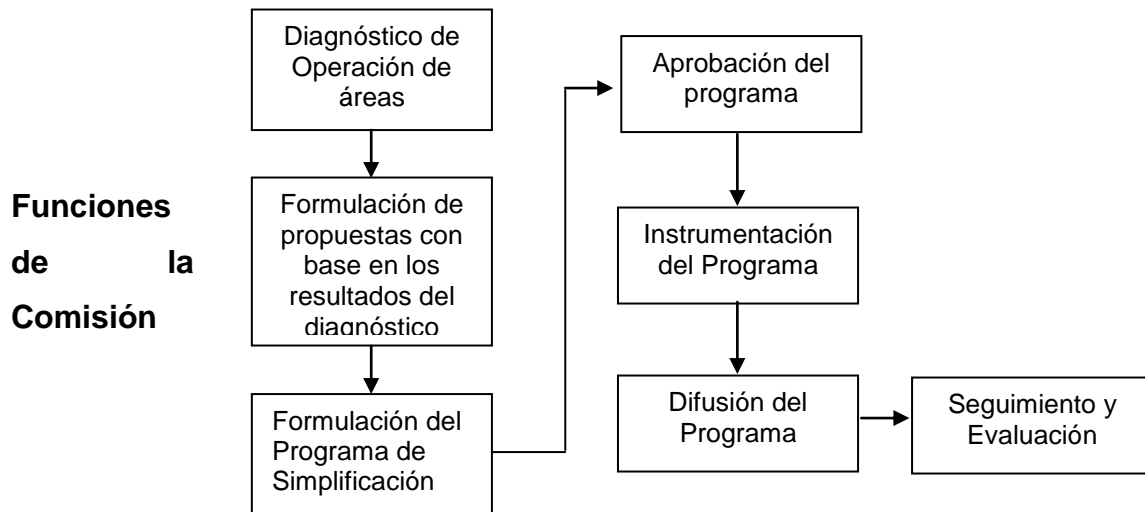 Funciones
de la
Comisión
Diagnóstico de
Operación de
áreas
Formulación de
propuestas con
base en los
resultados del
diagnóstico
Formulación del
Programa de
Simplificación
Aprobación del
programa
Instrumentación
del Programa
Difusión del
Programa
Seguimiento y
Evaluación